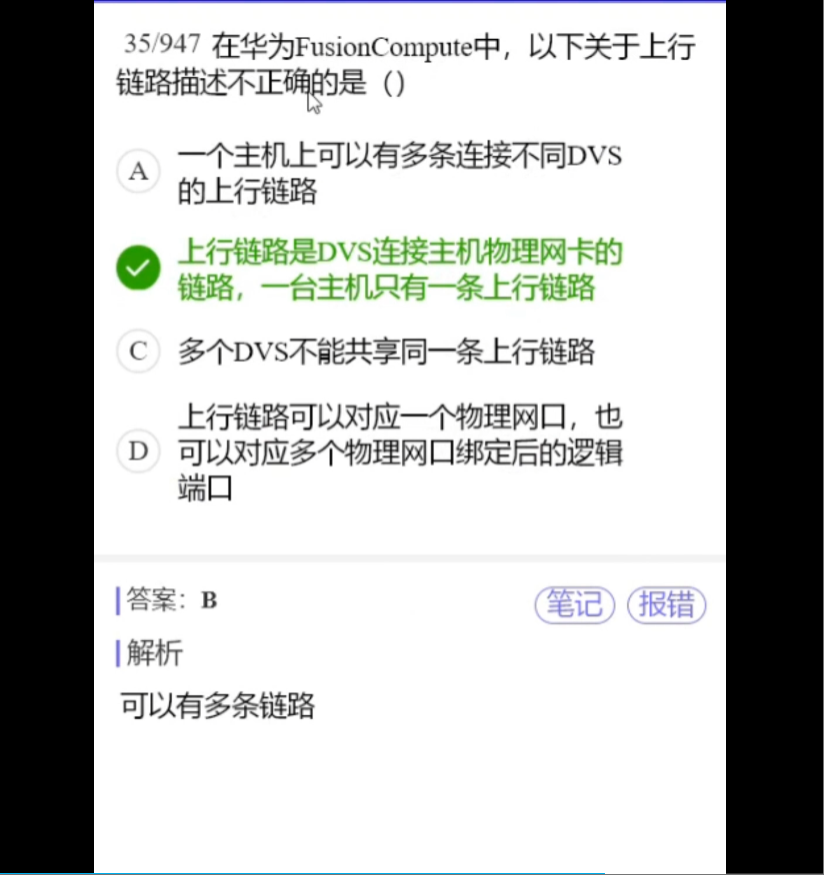 35/947 在华为FusionCompute中，以下关于上行
链路描述不正确的是（）
A 一个主机上可以有多条连接不同DVS
的上行链路
上行链路是DVS连接主机物理网卡的
链路，一台主机只有一条上行链路
C 多个DVS不能共享同一条上行链路
上行链路可以对应一个物理网口，也
D 可以对应多个物理网口绑定后的逻辑
端口
答案：B 笔记 报错
解析
可以有多条链路